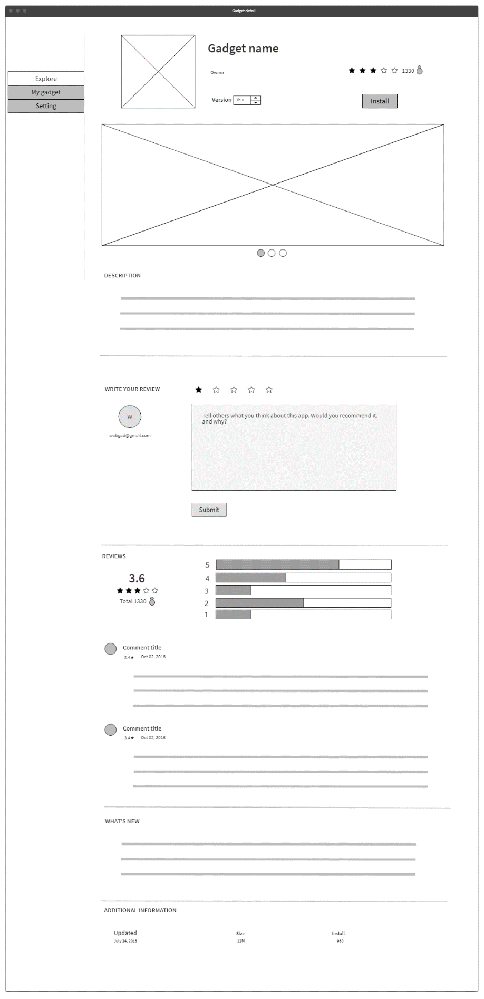 Gadget detail
Explore
My gadget
Setting
Gadget name
Owner
1330
Version V1.0
Install
DESCRIPTION
WRITE YOUR REVIEW
W
webgad@gmail.com
Tell others what you think about this app. Would you recommend it,
and why?
Submit
REVIEWS
3.6
Total 1330
5
4
3
2
1
Comment title
3.4★ Oct 02, 2018
Comment title
3.4★ Oct 02, 2018
WHAT'S NEW
ADDITIONAL INFORMATION
Updated Size Install
July 24, 2018 12M 980